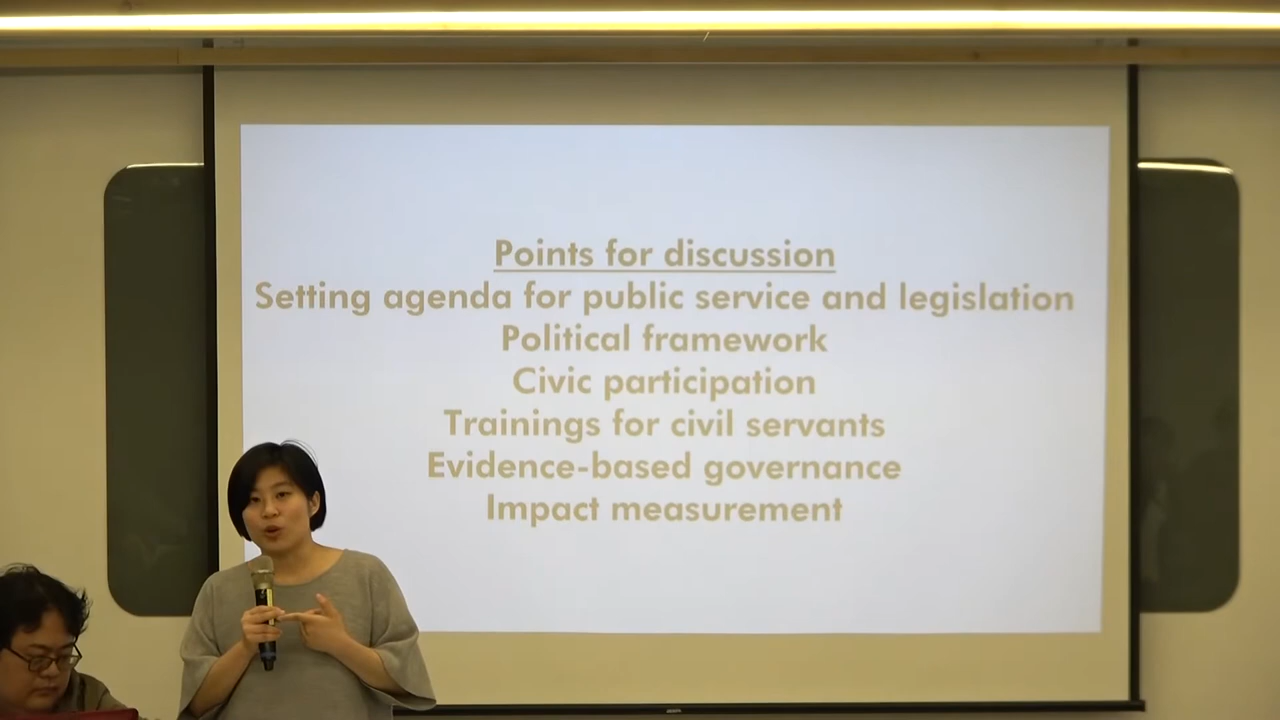 Points for discussion
Setting agenda for public service and legislation
Political framework
Civic participation
Trainings for civil servants
Evidence-based governance
Impact measurement